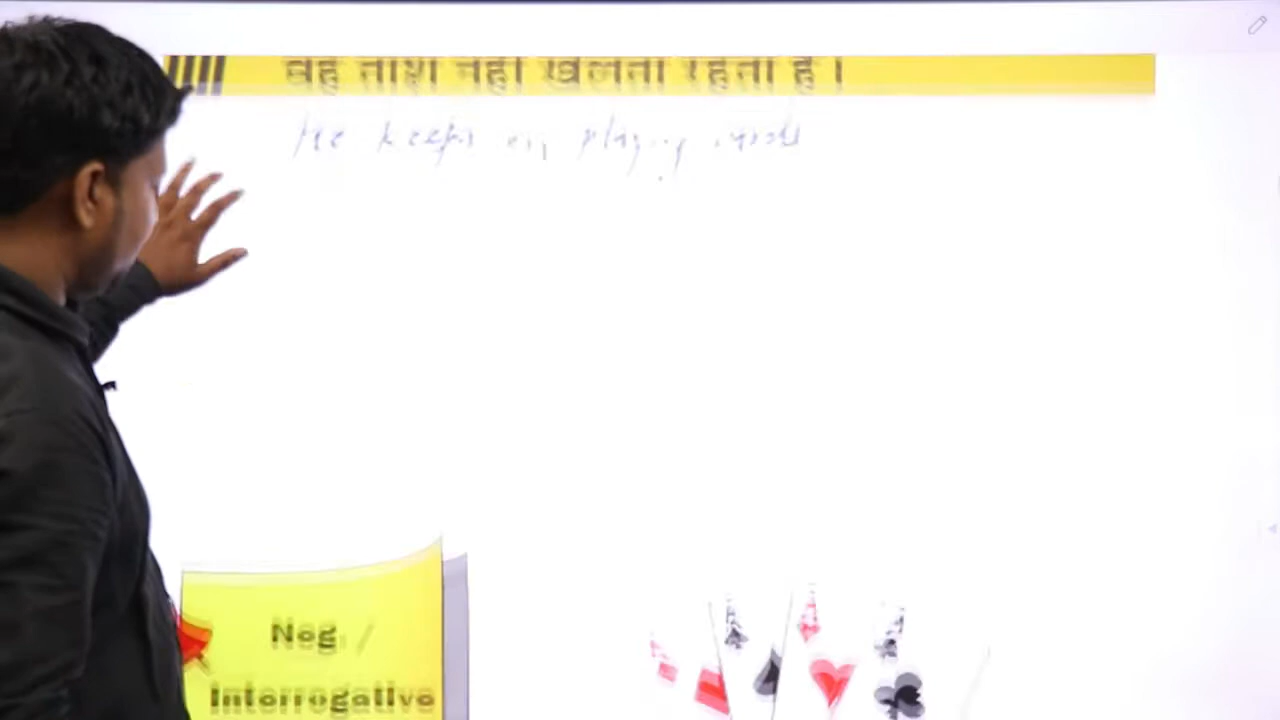 वह ताश नहीं खेलता रहता है।
He keeps on playing cards
Neg. /
Interrogative